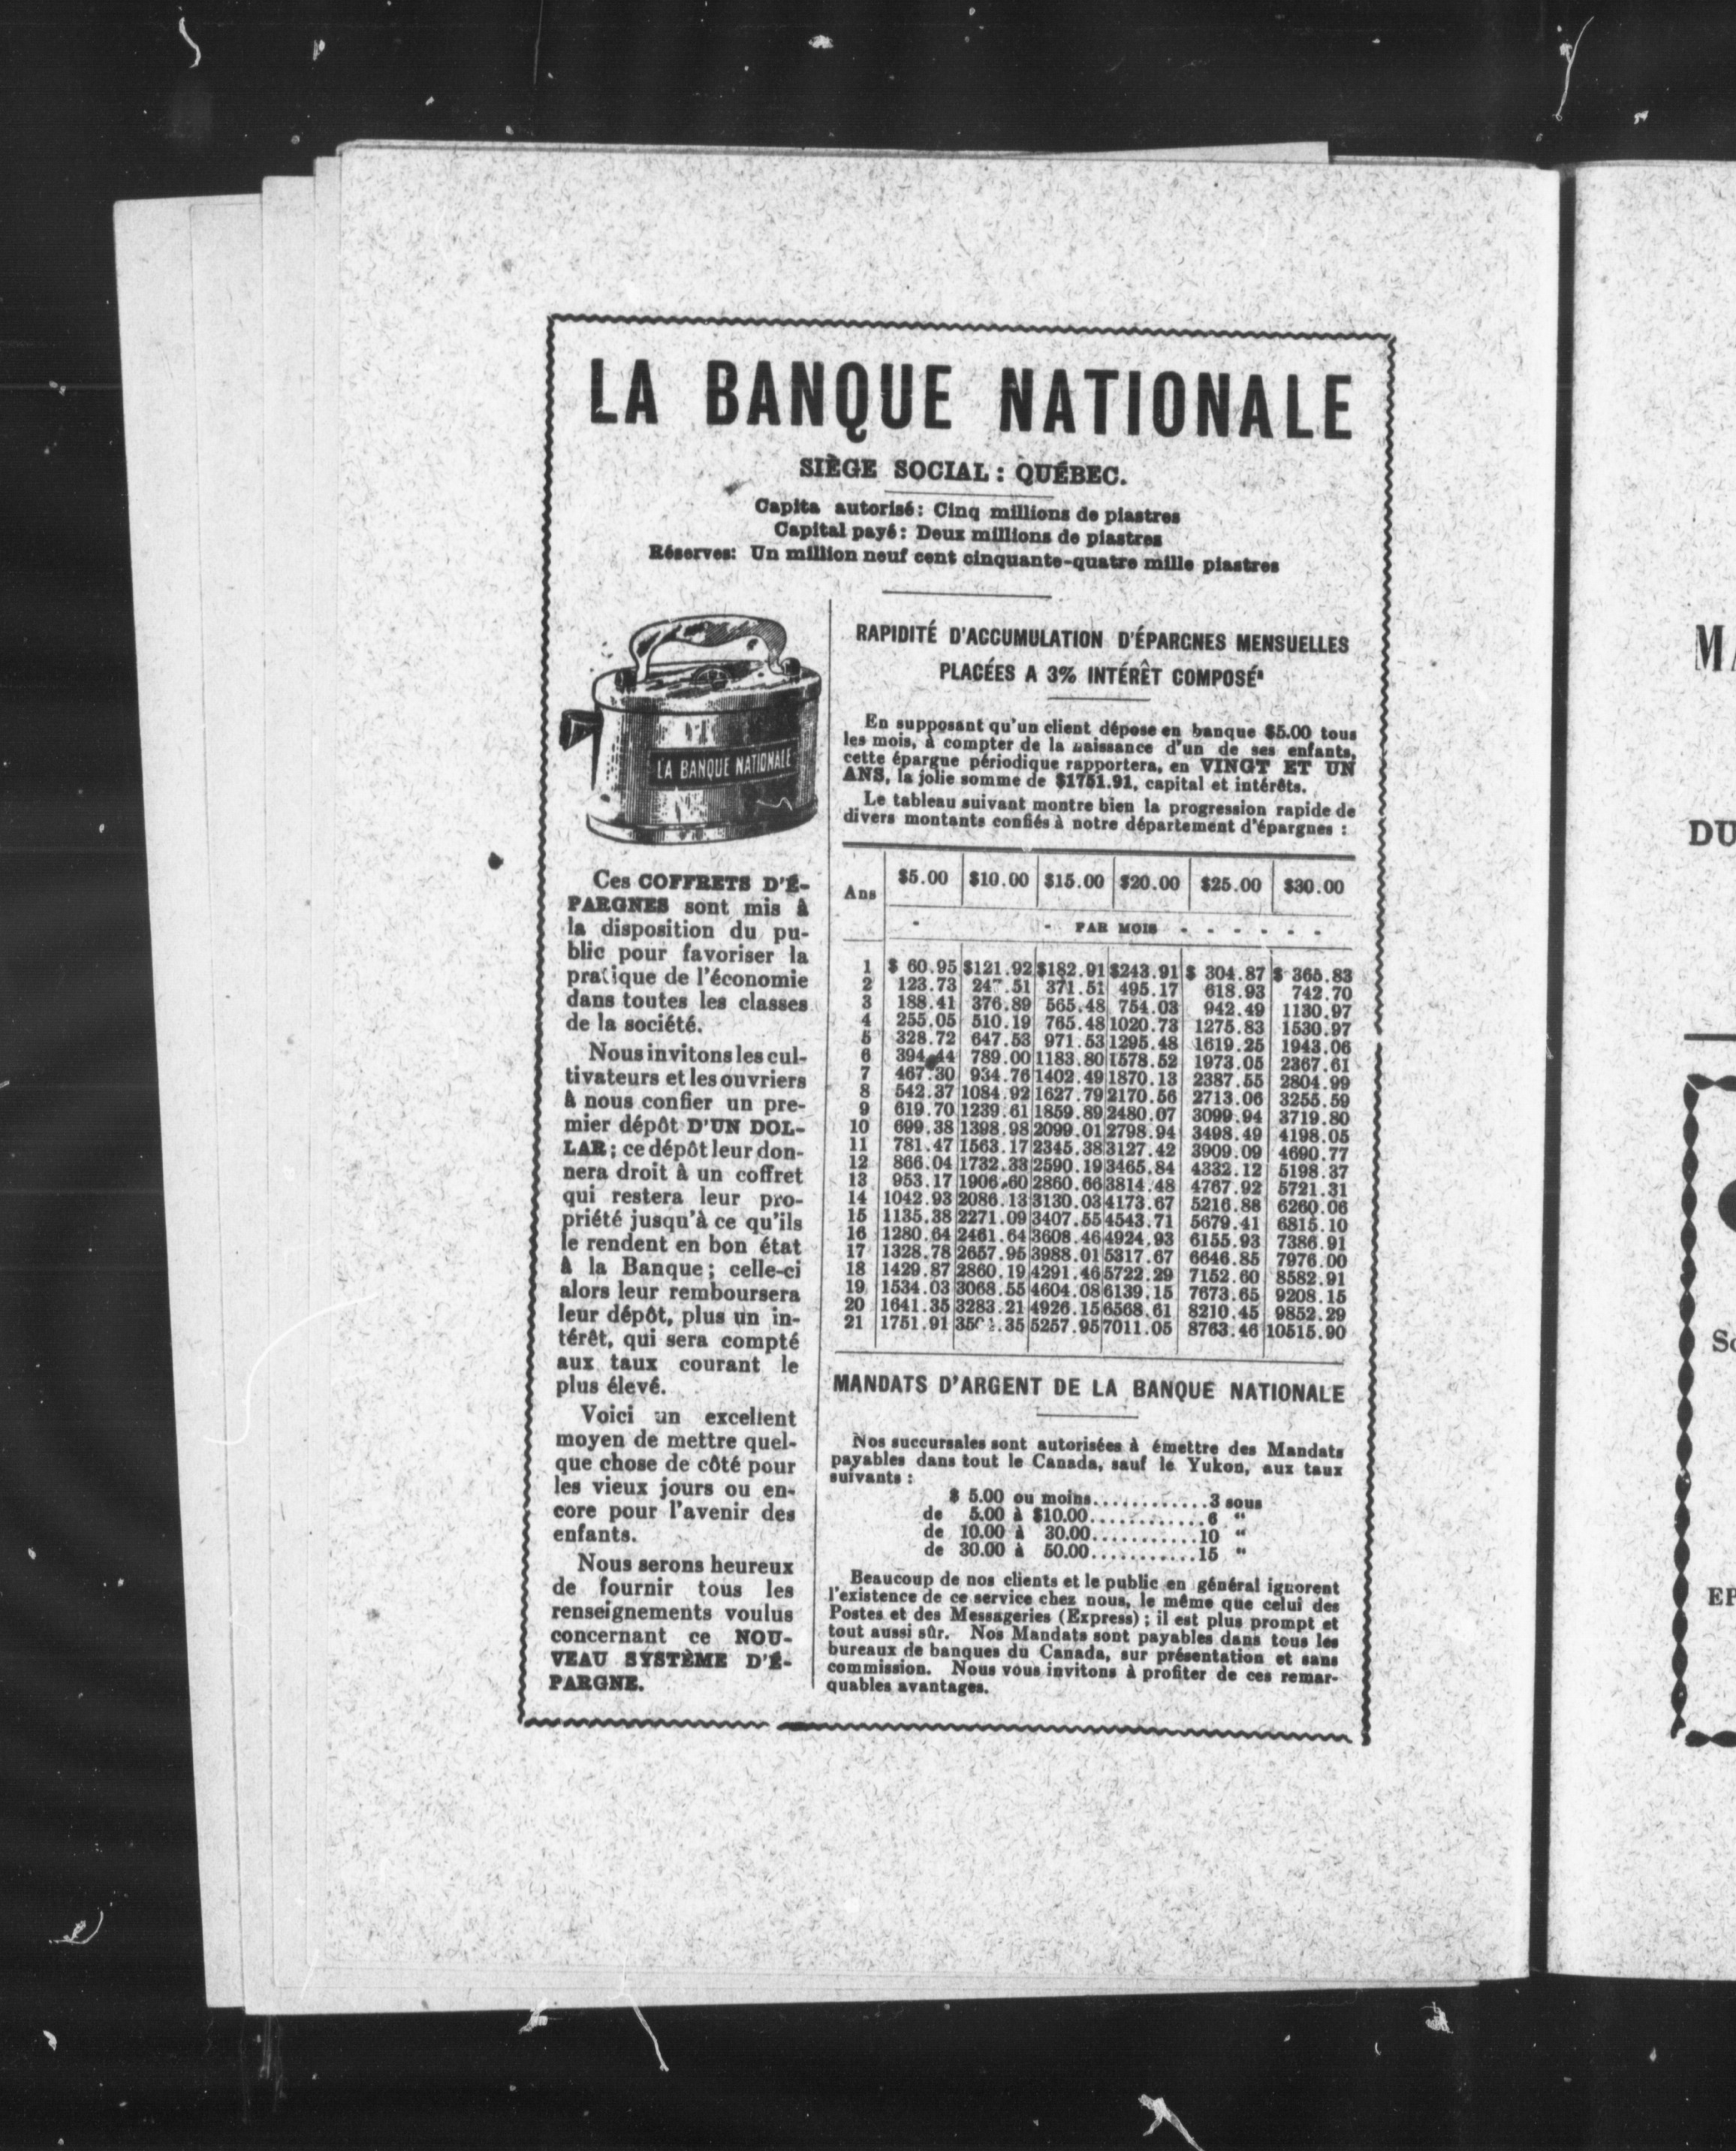 LA BANQUE NATIONALE
SIÈGE SOCIAL : QUÉBEC.
Capita autorisé : Cinq millions de piastres
Capital payé : Deux millions de piastres
Réserves: Un million neuf cent cinquante-quatre mille piastres
LA BANQUE NATIONALE
Ces COFFRETS D'É-
PARGNES sont mis à
la disposition du pu-
blic pour favoriser la
pratique de l'économie
dans toutes les classes
de la société.
Nous invitons les cul-
tivateurs et les ouvriers
à nous confier un pre-
mier dépôt D'UN DOL-
LAR ; ce dépôt leur don-
nera droit à un coffret
qui restera leur pro-
priété jusqu'à ce qu'ils
le rendent en bon état
à la Banque ; celle-ci
alors leur remboursera
leur dépôt, plus un in-
térêt, qui sera compté
aux taux courant le
plus élevé.
Voici un excellent
moyen de mettre quel-
que chose de côté pour
les vieux jours ou en-
core pour l'avenir des
enfants.
Nous serons heureux
de fournir tous les
renseignements voulus
concernant ce NOU-
VEAU SYSTÈME D'É-
PARGNE.
RAPIDITÉ D'ACCUMULATION D'ÉPARGNES MENSUELLES
PLACÉES A 3% INTÉRÊT COMPOSÉ
En supposant qu'un client dépose en banque $5.00 tous
les mois, à compter de la naissance d'un de ses enfants,
cette épargne périodique rapportera, en VINGT ET UN
ANS, la jolie somme de $1751.91, capital et intérêts.
Le tableau suivant montre bien la progression rapide de
divers montants confiés à notre département d'épargnes :
Ans $5.00 $10.00 $15.00 $20.00 $25.00 $30.00
- - PAR MOIS - - - - - -
1 $ 60.95 $121.92 $182.91 $243.91 $ 304.87 $ 365.83
2 123.73 247.51 371.51 495.17 618.93 742.70
3 188.41 376.89 565.48 754.03 942.49 1130.97
4 255.05 510.19 765.48 1020.73 1275.83 1530.97
5 328.72 647.53 971.53 1295.48 1619.25 1943.06
6 394.44 789.00 1183.80 1578.52 1973.05 2367.61
7 467.30 934.76 1402.49 1870.13 2387.55 2804.99
8 542.37 1084.92 1627.79 2170.56 2713.06 3255.59
9 619.70 1239.61 1859.89 2480.07 3099.94 3719.80
10 699.38 1398.98 2099.01 2798.94 3498.49 4198.05
11 781.47 1563.17 2345.38 3127.42 3909.09 4690.77
12 866.04 1732.33 2590.19 3465.84 4332.12 5198.37
13 953.17 1906.60 2860.66 3814.48 4767.92 5721.31
14 1042.93 2086.13 3130.03 4173.67 5216.88 6260.06
15 1135.38 2271.09 3407.55 4543.71 5679.41 6815.10
16 1280.64 2461.64 3608.46 4924.93 6155.93 7386.91
17 1328.78 2657.95 3988.01 5317.67 6646.85 7976.00
18 1429.87 2860.19 4291.46 5722.29 7152.60 8582.91
19 1534.03 3068.55 4604.08 6139.15 7673.65 9208.15
20 1641.35 3283.21 4926.15 6568.61 8210.45 9852.29
21 1751.91 5257.95 7011.05 8763.46 10515.90
MANDATS D'ARGENT DE LA BANQUE NATIONALE
Nos succursales sont autorisées à émettre des Mandats
payables dans tout le Canada, sauf le Yukon, aux taux
suivants :
$ 5.00 ou moins............3 sous
de 5.00 à $10.00............6 "
de 10.00 à 30.00...........10 "
de 30.00 à 50.00...........15 "
Beaucoup de nos clients et le public en général ignorent
l'existence de ce service chez nous, le même que celui des
Postes et des Messageries (Express) ; il est plus prompt et
tout aussi sûr. Nos Mandats sont payables dans tous les
bureaux de banques du Canada, sur présentation et sans
commission. Nous vous invitons à profiter de ces remar-
quables avantages.
DU